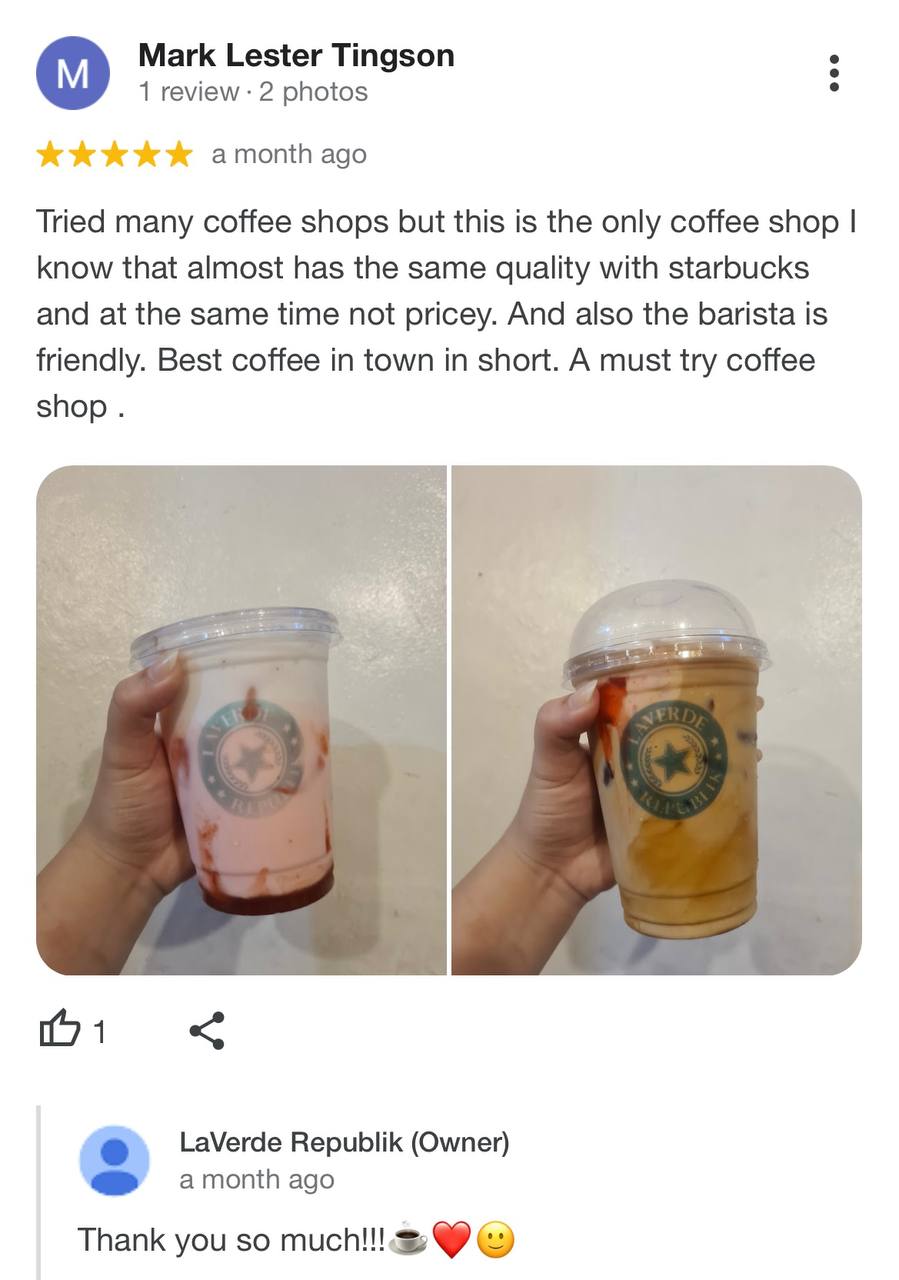 M
Mark Lester Tingson
1 review · 2 photos
a month ago
Tried many coffee shops but this is the only coffee shop I
know that almost has the same quality with starbucks
and at the same time not pricey. And also the barista is
friendly. Best coffee in town in short. A must try coffee
shop .
LAVERDE
REPUBLIK
LAVERDE
REPUBLIK
1
LaVerde Republik (Owner)
a month ago
Thank you so much!!!☕❤️🙂